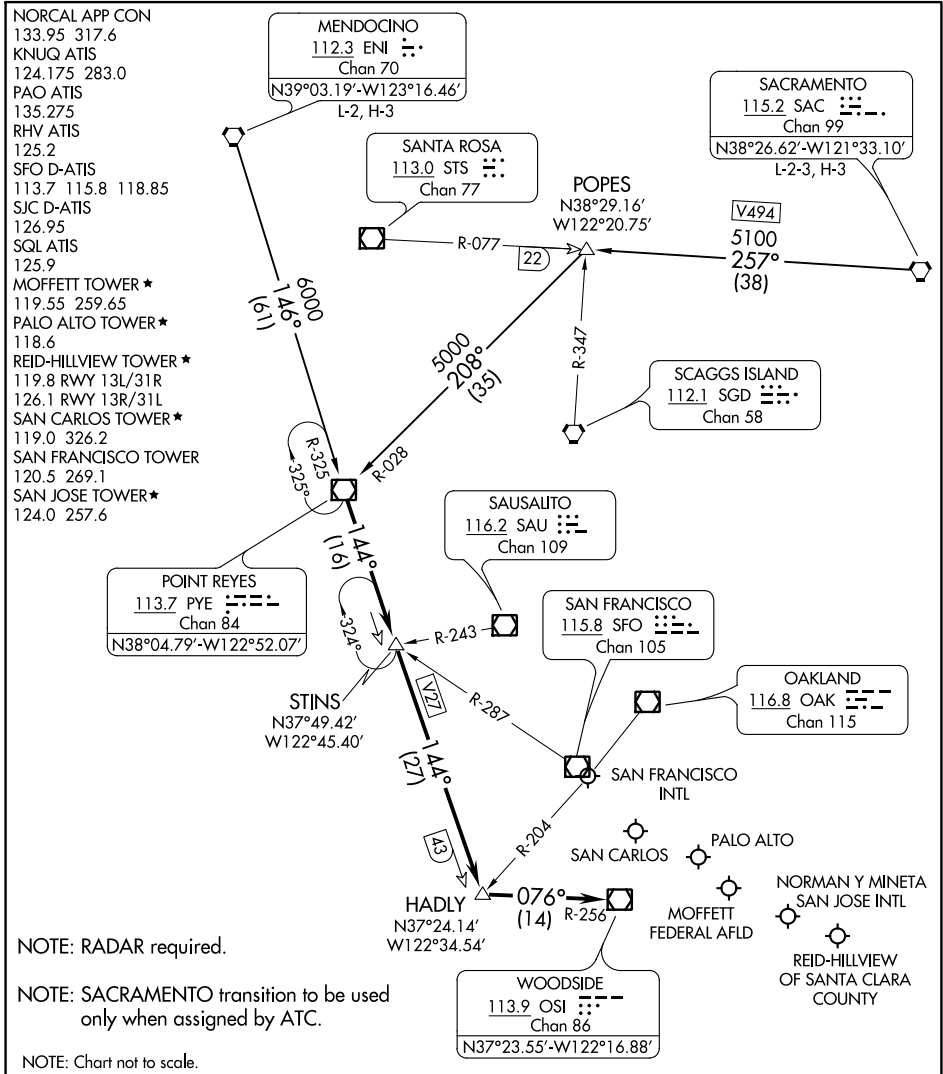 NORCAL APP CON
133.95 317.6
KNUQ ATIS
124.175 283.0
PAO ATIS
135.275
RHV ATIS
125.2
SFO D-ATIS
113.7 115.8 118.85
SJC D-ATIS
126.95
SQL ATIS
125.9
MOFFETT TOWER★
119.55 259.65
PALO ALTO TOWER★
118.6
REID-HILLVIEW TOWER★
119.8 RWY 13L/31R
126.1 RWY 13R/31L
SAN CARLOS TOWER★
119.0 326.2
SAN FRANCISCO TOWER
120.5 269.1
SAN JOSE TOWER★
124.0 257.6
MENDOCINO
112.3 ENI
Chan 70
N39°03.19'-W123°16.46'
L-2, H-3
SACRAMENTO
115.2 SAC
Chan 99
N38°26.62'-W121°33.10'
L-2-3, H-3
SANTA ROSA
113.0 STS
Chan 77
R-077
22
POPES
N38°29.16'
W122°20.75'
V494
5100
257°
(38)
6000
146°
(61)
5000
208°
(35)
R-347
R-028
SCAGGS ISLAND
112.1 SGD
Chan 58
R-325
325°
POINT REYES
113.7 PYE
Chan 84
N38°04.79'-W122°52.07'
144°
(16)
SAUSALITO
116.2 SAU
Chan 109
R-243
324°
STINS
N37°49.42'
W122°45.40'
V27
R-287
SAN FRANCISCO
115.8 SFO
Chan 105
OAKLAND
116.8 OAK
Chan 115
144°
(27)
R-204
43
HADLY
N37°24.14'
W122°34.54'
076°
(14)
R-256
WOODSIDE
113.9 OSI
Chan 86
N37°23.55'-W122°16.88'
SAN FRANCISCO
INTL
SAN CARLOS
PALO ALTO
MOFFETT
FEDERAL AFLD
NORMAN Y MINETA
SAN JOSE INTL
REID-HILLVIEW
OF SANTA CLARA
COUNTY
NOTE: RADAR required.
NOTE: SACRAMENTO transition to be used
only when assigned by ATC.
NOTE: Chart not to scale.